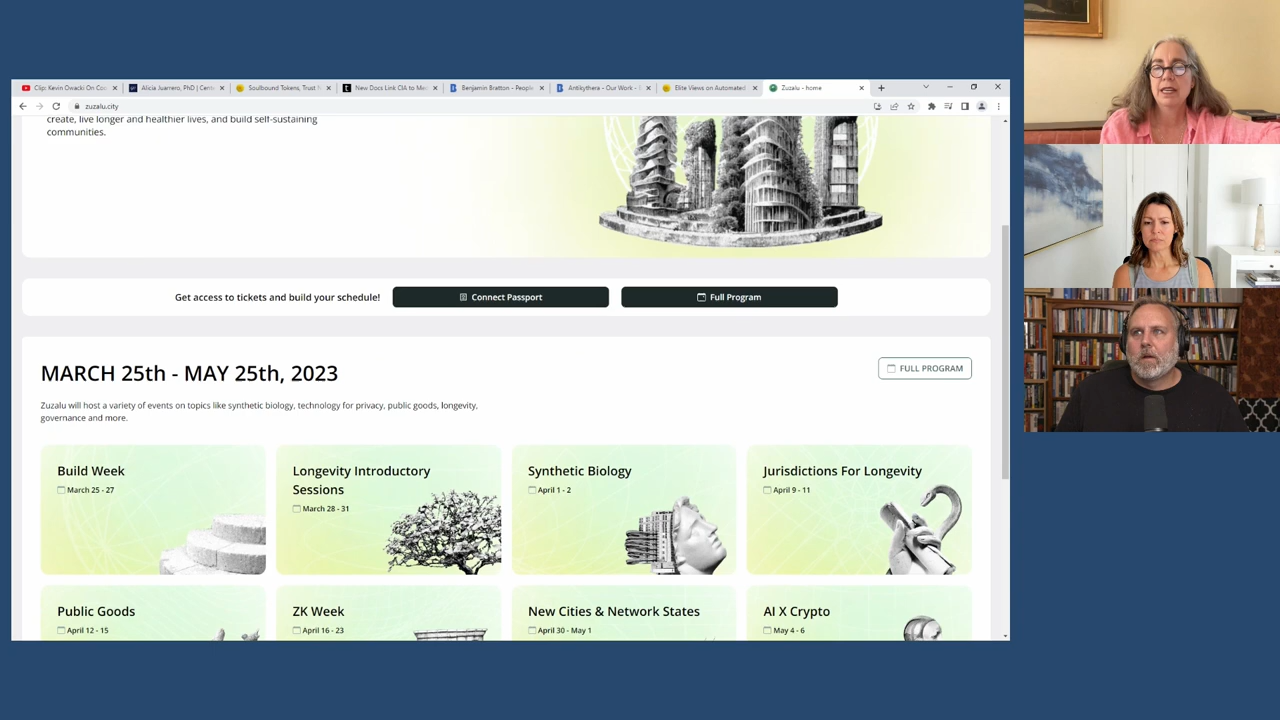 Clip: Kevin Owacki On Coo
Alicia Juarrero, PhD | Cent
Soulbound Tokens, Trust N
New Docs Link CIA to Me
Benjamin Bratton - People
Antikythera - Our Work -
Elite Views on Automated
Zuzalu - home
zuzalu.city
create, live longer and healthier lives, and build self-sustaining
communities.
Get access to tickets and build your schedule!
Connect Passport
Full Program
MARCH 25th - MAY 25th, 2023
FULL PROGRAM
Zuzalu will host a variety of events on topics like synthetic biology, technology for privacy, public goods, longevity,
governance and more.
Build Week
March 25 - 27
Longevity Introductory
Sessions
March 28 - 31
Synthetic Biology
April 1 - 2
Jurisdictions For Longevity
April 9 - 11
Public Goods
April 12 - 15
ZK Week
April 16 - 23
New Cities & Network States
April 30 - May 1
AI X Crypto
May 4 - 6